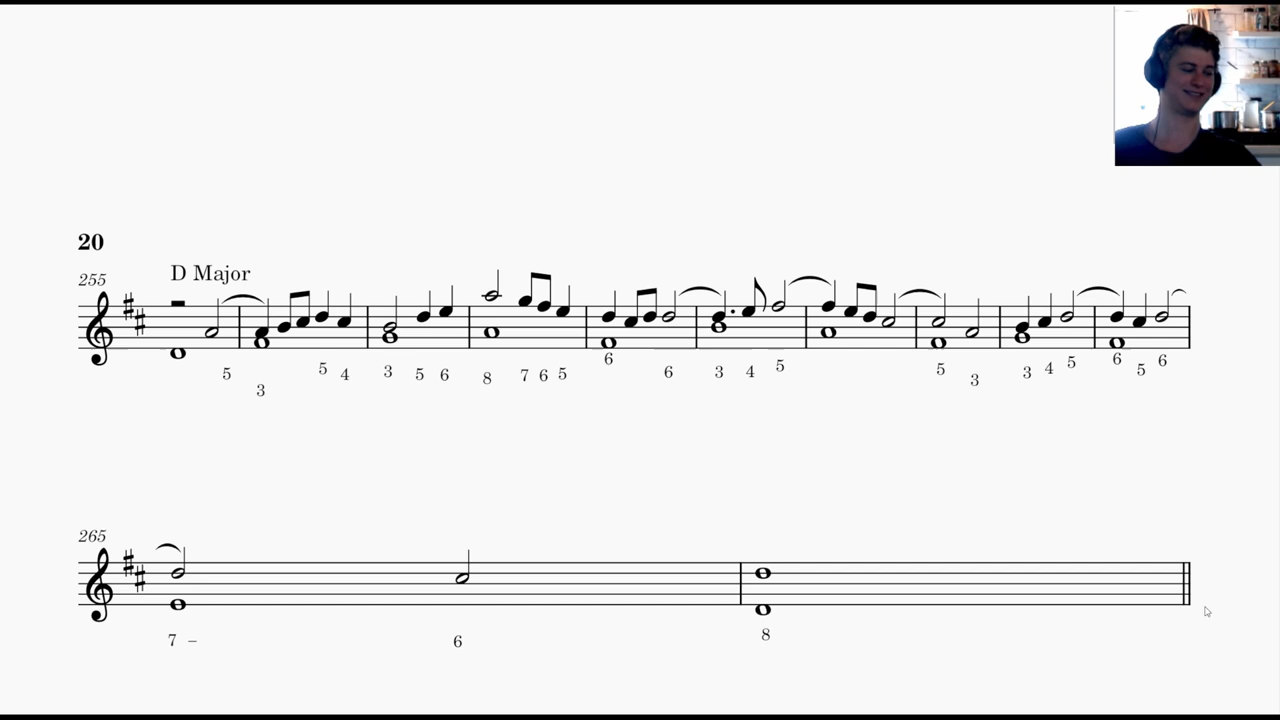 20
255
D Major
5 3 5 4 3 5 6 8 7 6 5 6 6 3 4 5 5 3 3 4 5 6 5 6
265
7 – 6 8